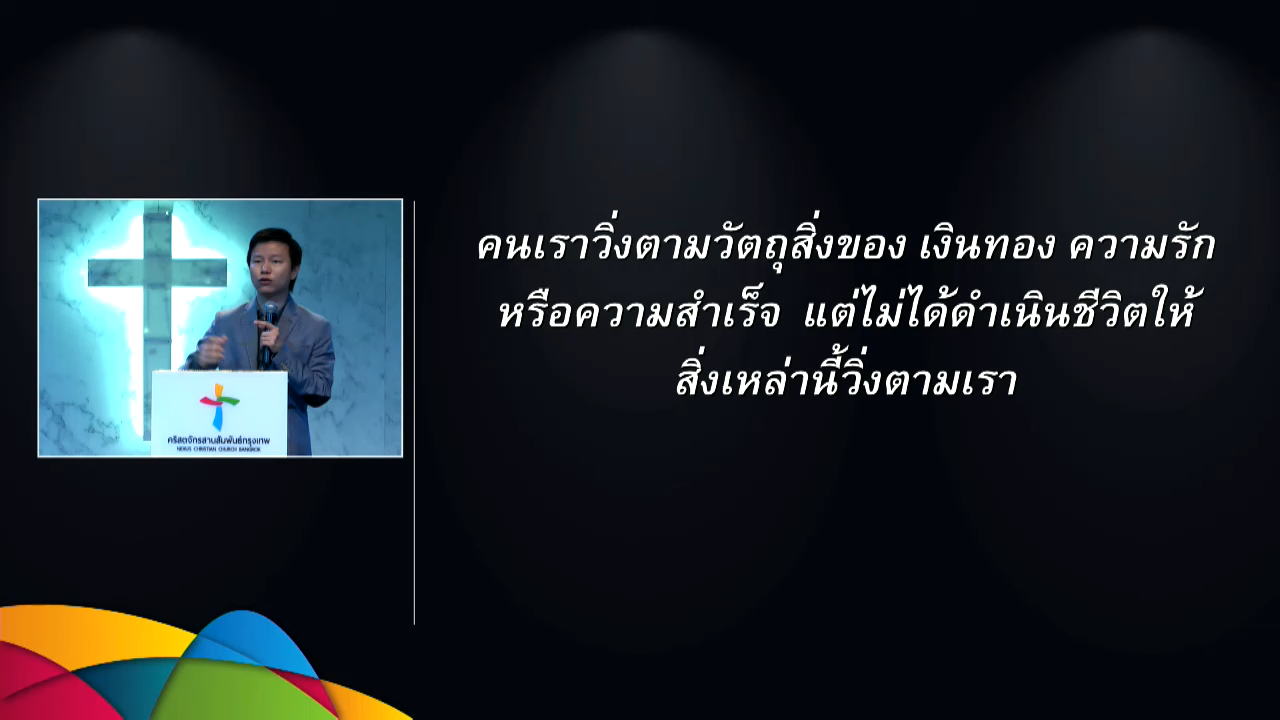 คนเราวิ่งตามวัตถุสิ่งของ เงินทอง ความรัก
หรือความสำเร็จ แต่ไม่ได้ดำเนินชีวิตให้
สิ่งเหล่านี้วิ่งตามเรา
คริสตจักรสานสัมพันธ์กรุงเทพ
NEXUS CHRISTIAN CHURCH BANGKOK